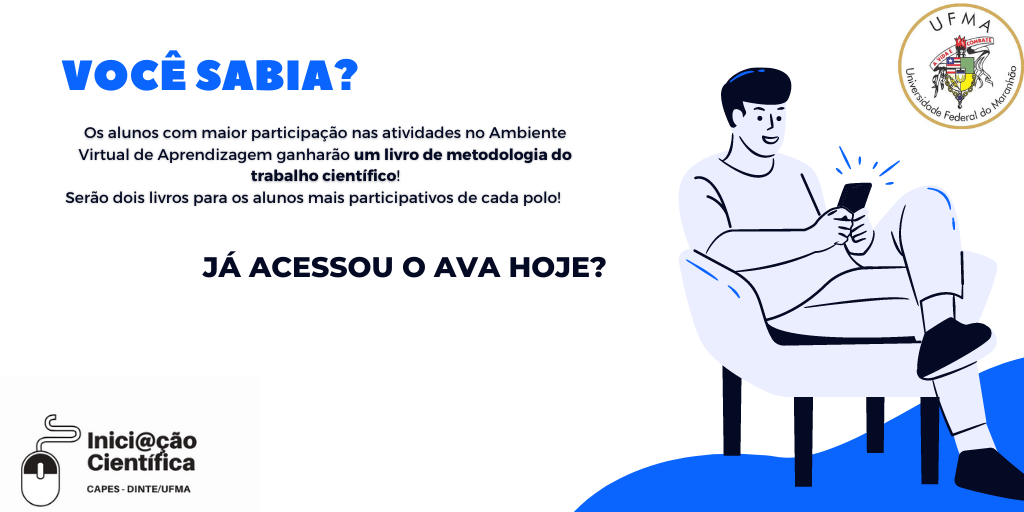 VOCÊ SABIA?
Os alunos com maior participação nas atividades no Ambiente
Virtual de Aprendizagem ganharão um livro de metodologia do
trabalho científico!
Serão dois livros para os alunos mais participativos de cada polo!
JÁ ACESSOU O AVA HOJE?
UFMA
A VIDA É COMBATE
Universidade Federal do Maranhão
Inici@ção
Científica
CAPES - DINTE/UFMA